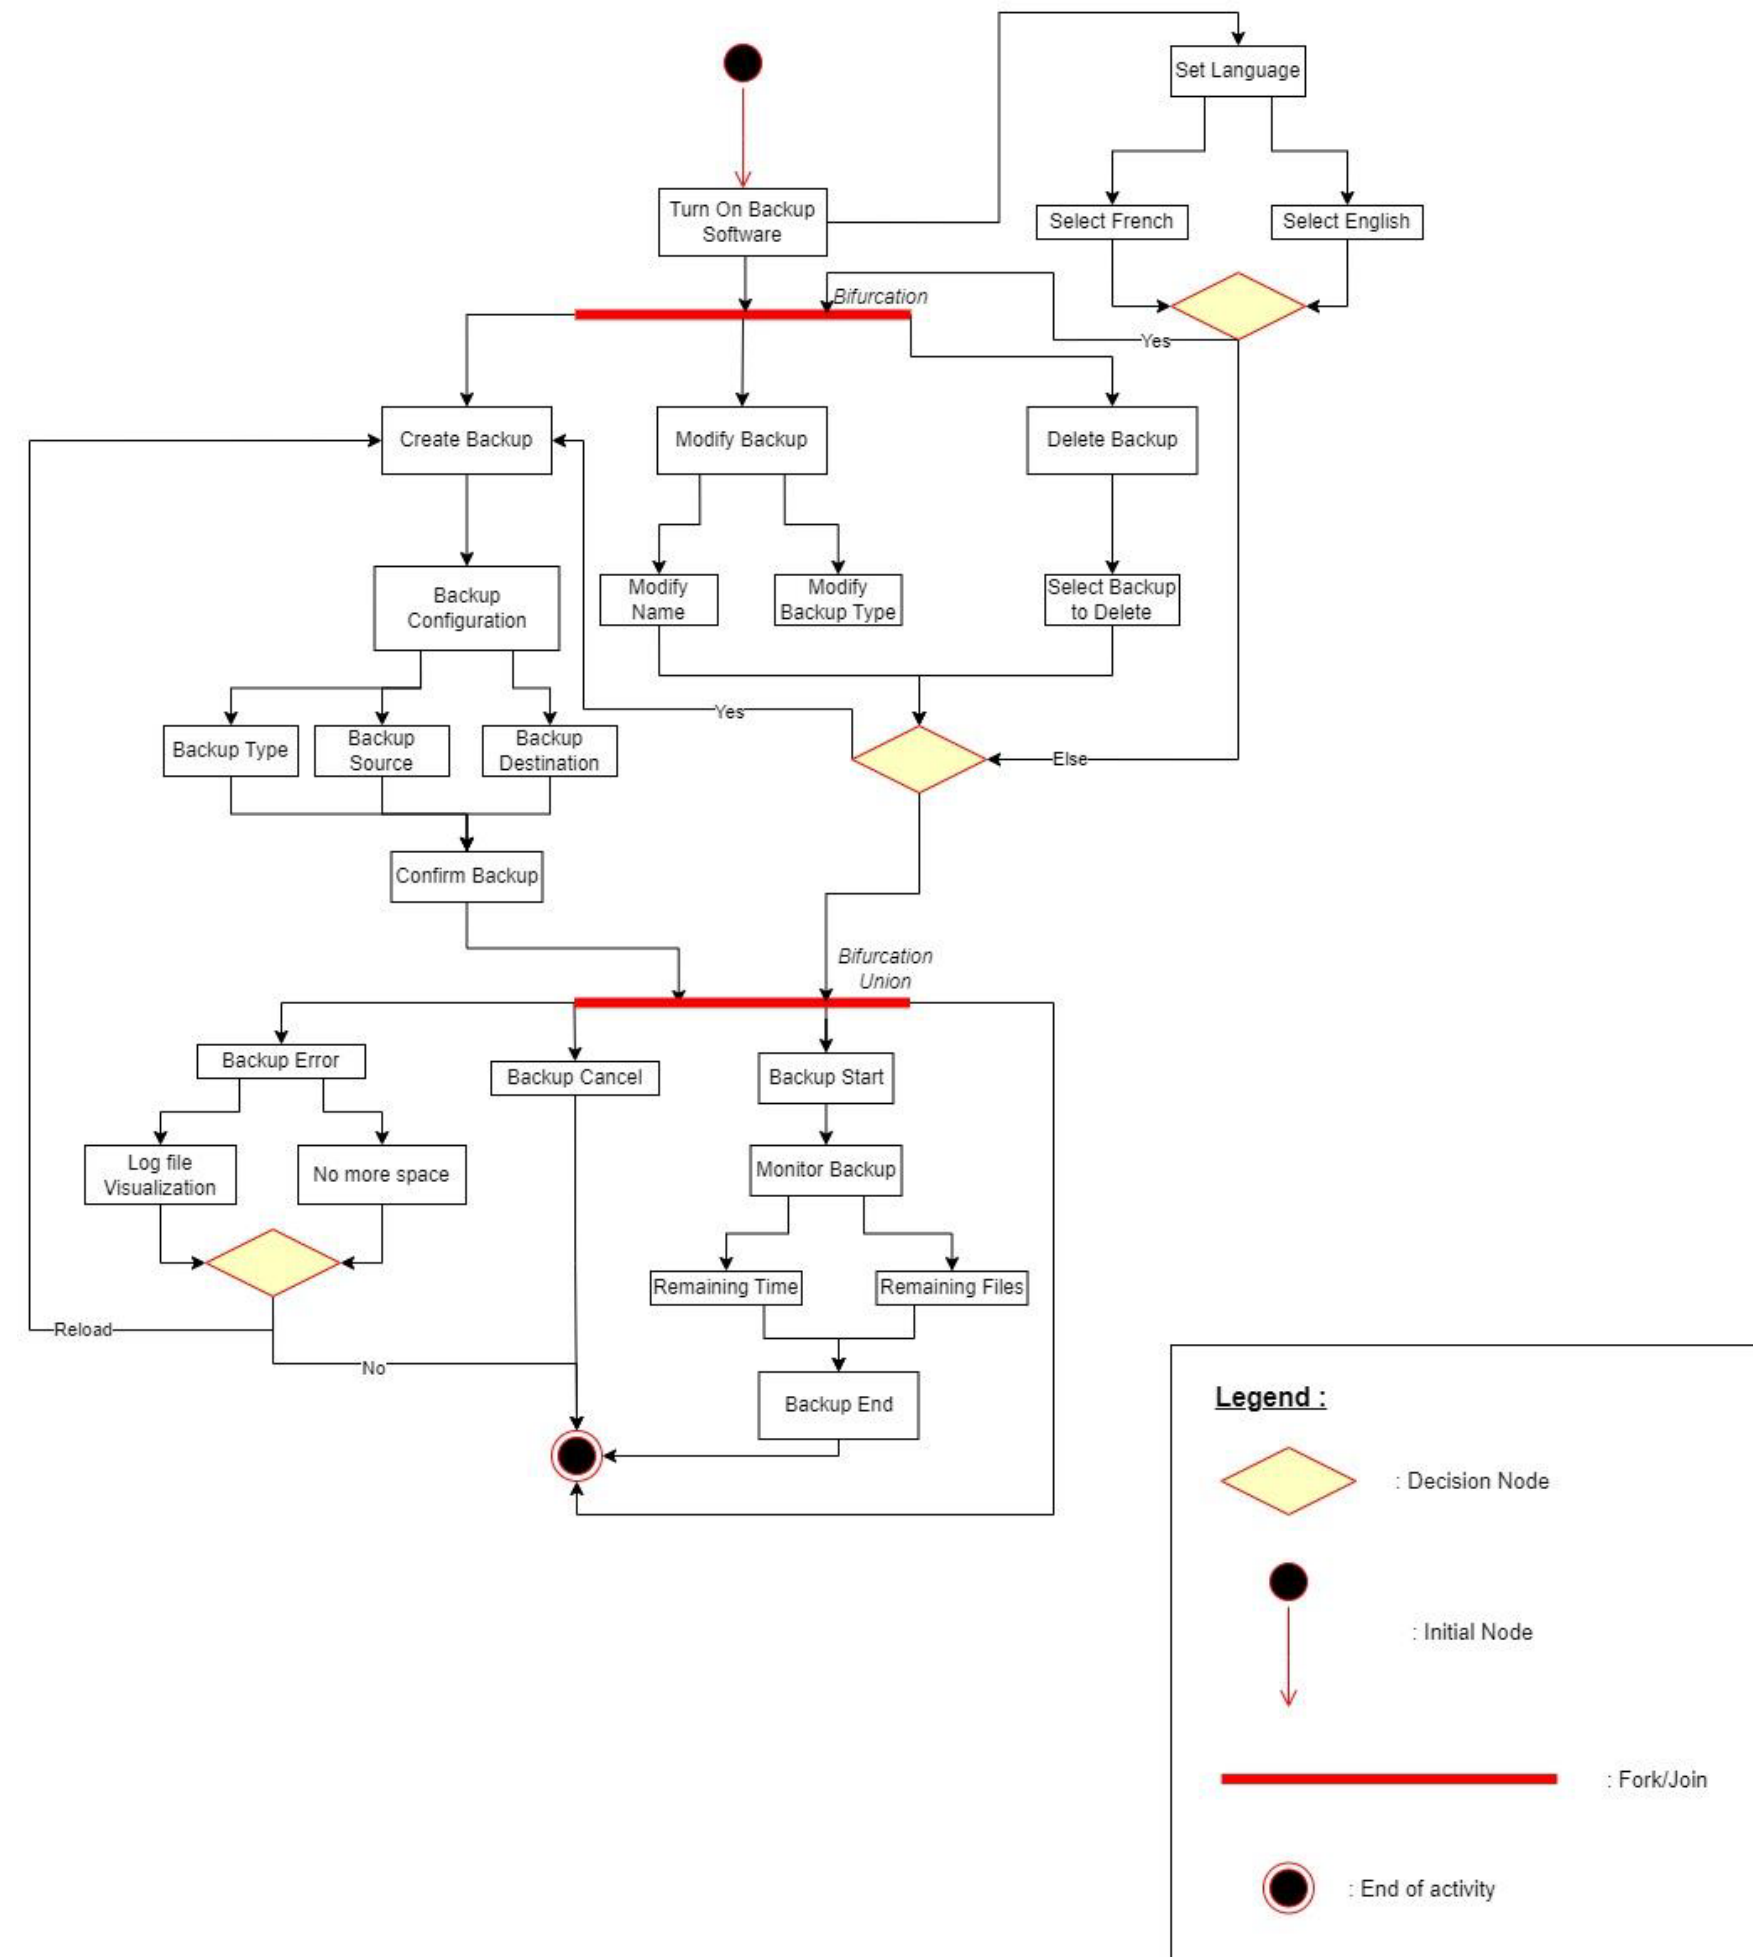 Set Language
Turn On Backup
Software
Select French
Select English
Bifurcation
Yes
Create Backup
Modify Backup
Delete Backup
Backup
Configuration
Modify
Name
Modify
Backup Type
Select Backup
to Delete
Yes
Backup Type
Backup
Source
Backup
Destination
Else
Confirm Backup
Bifurcation
Union
Backup Error
Backup Cancel
Backup Start
Log file
Visualization
No more space
Monitor Backup
Remaining Time
Remaining Files
Reload
No
Backup End
Legend :
: Decision Node
: Initial Node
: Fork/Join
: End of activity